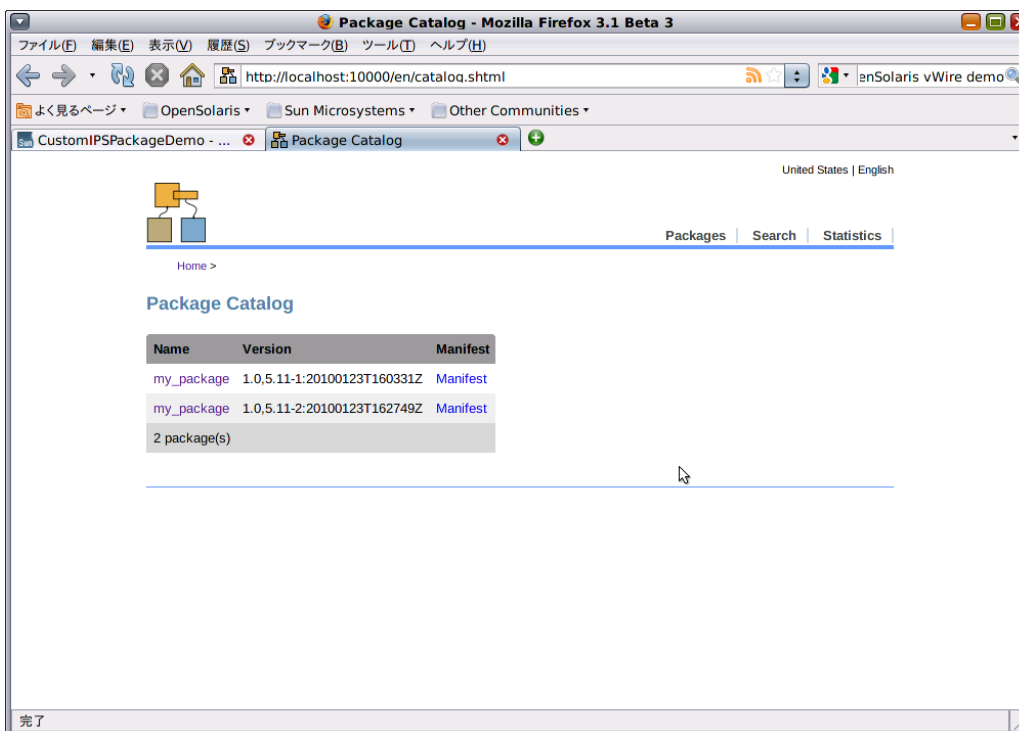 Package Catalog - Mozilla Firefox 3.1 Beta 3
ファイル(F) 編集(E) 表示(V) 履歴(S) ブックマーク(B) ツール(T) ヘルプ(H)
http://localhost:10000/en/catalog.shtml enSolaris vWire demo
よく見るページ OpenSolaris Sun Microsystems Other Communities
Sun CustomIPSPackageDemo - ... Package Catalog
United States | English
Packages Search Statistics
Home >
Package Catalog
Name Version Manifest
my_package 1.0,5.11-1:20100123T160331Z Manifest
my_package 1.0,5.11-2:20100123T162749Z Manifest
2 package(s)
完了